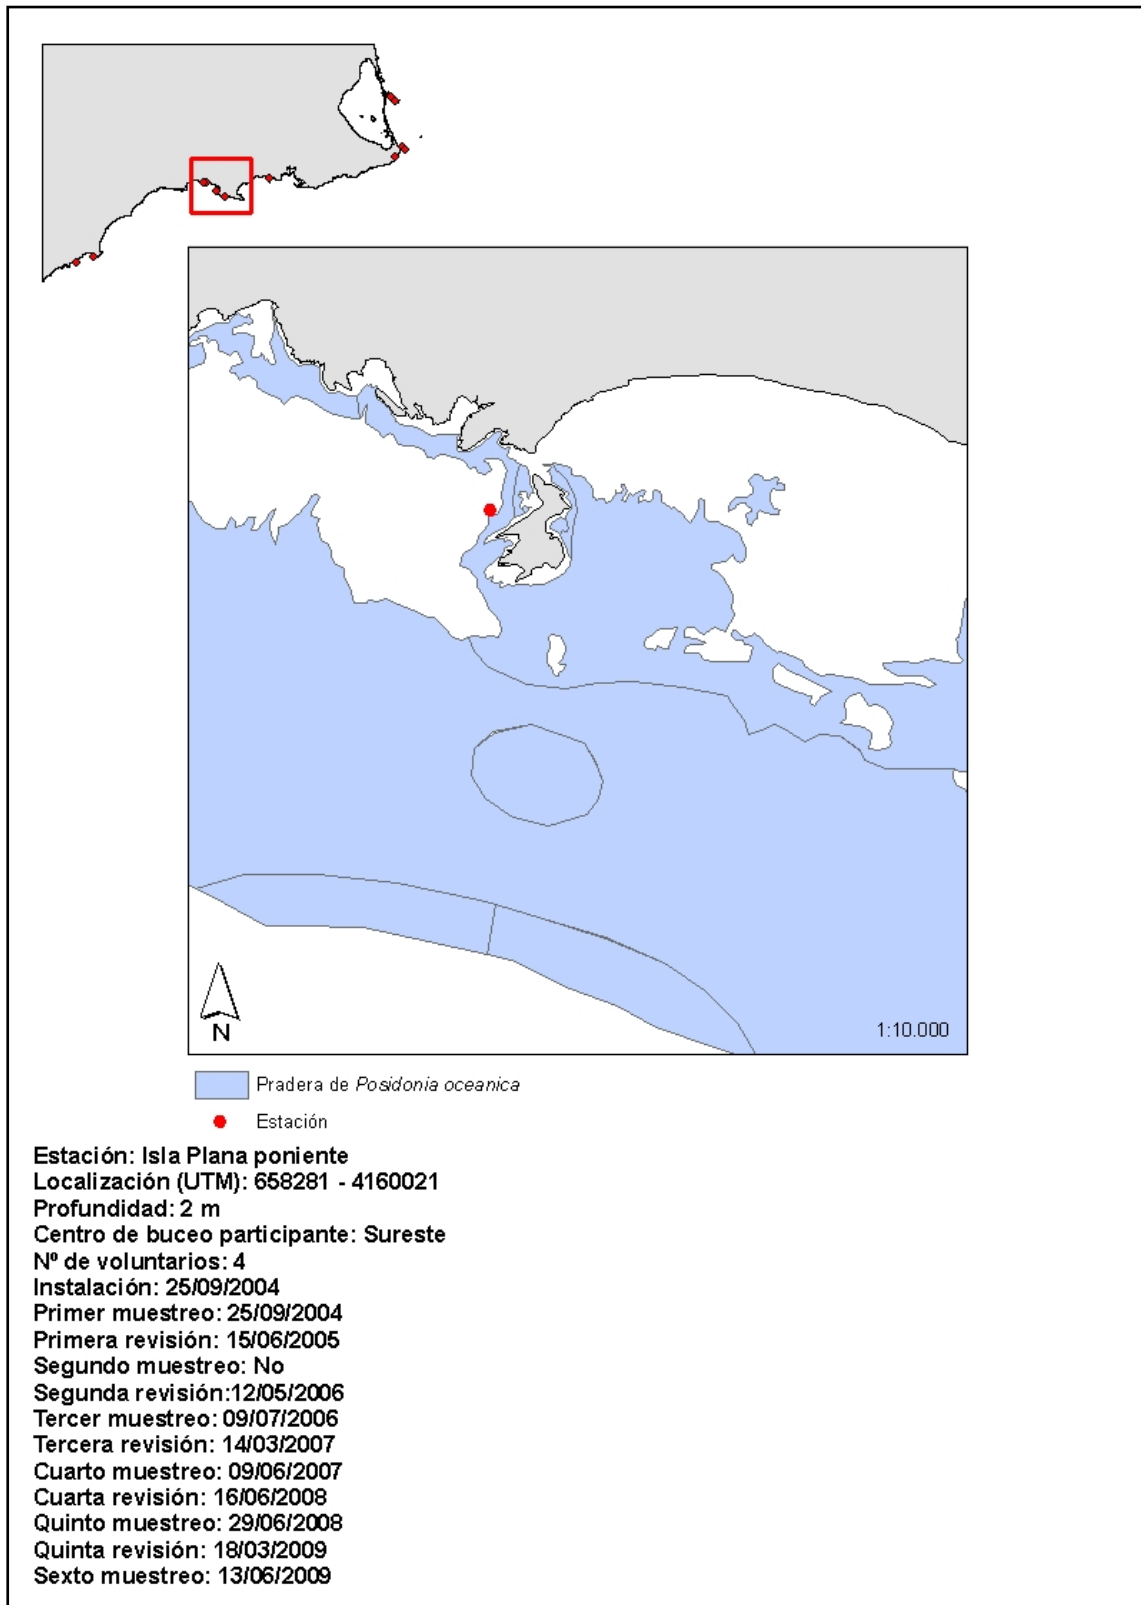 N
1:10.000
Pradera de Posidonia oceanica
Estación
Estación: Isla Plana poniente
Localización (UTM): 658281 - 4160021
Profundidad: 2 m
Centro de buceo participante: Sureste
Nº de voluntarios: 4
Instalación: 25/09/2004
Primer muestreo: 25/09/2004
Primera revisión: 15/06/2005
Segundo muestreo: No
Segunda revisión:12/05/2006
Tercer muestreo: 09/07/2006
Tercera revisión: 14/03/2007
Cuarto muestreo: 09/06/2007
Cuarta revisión: 16/06/2008
Quinto muestreo: 29/06/2008
Quinta revisión: 18/03/2009
Sexto muestreo: 13/06/2009